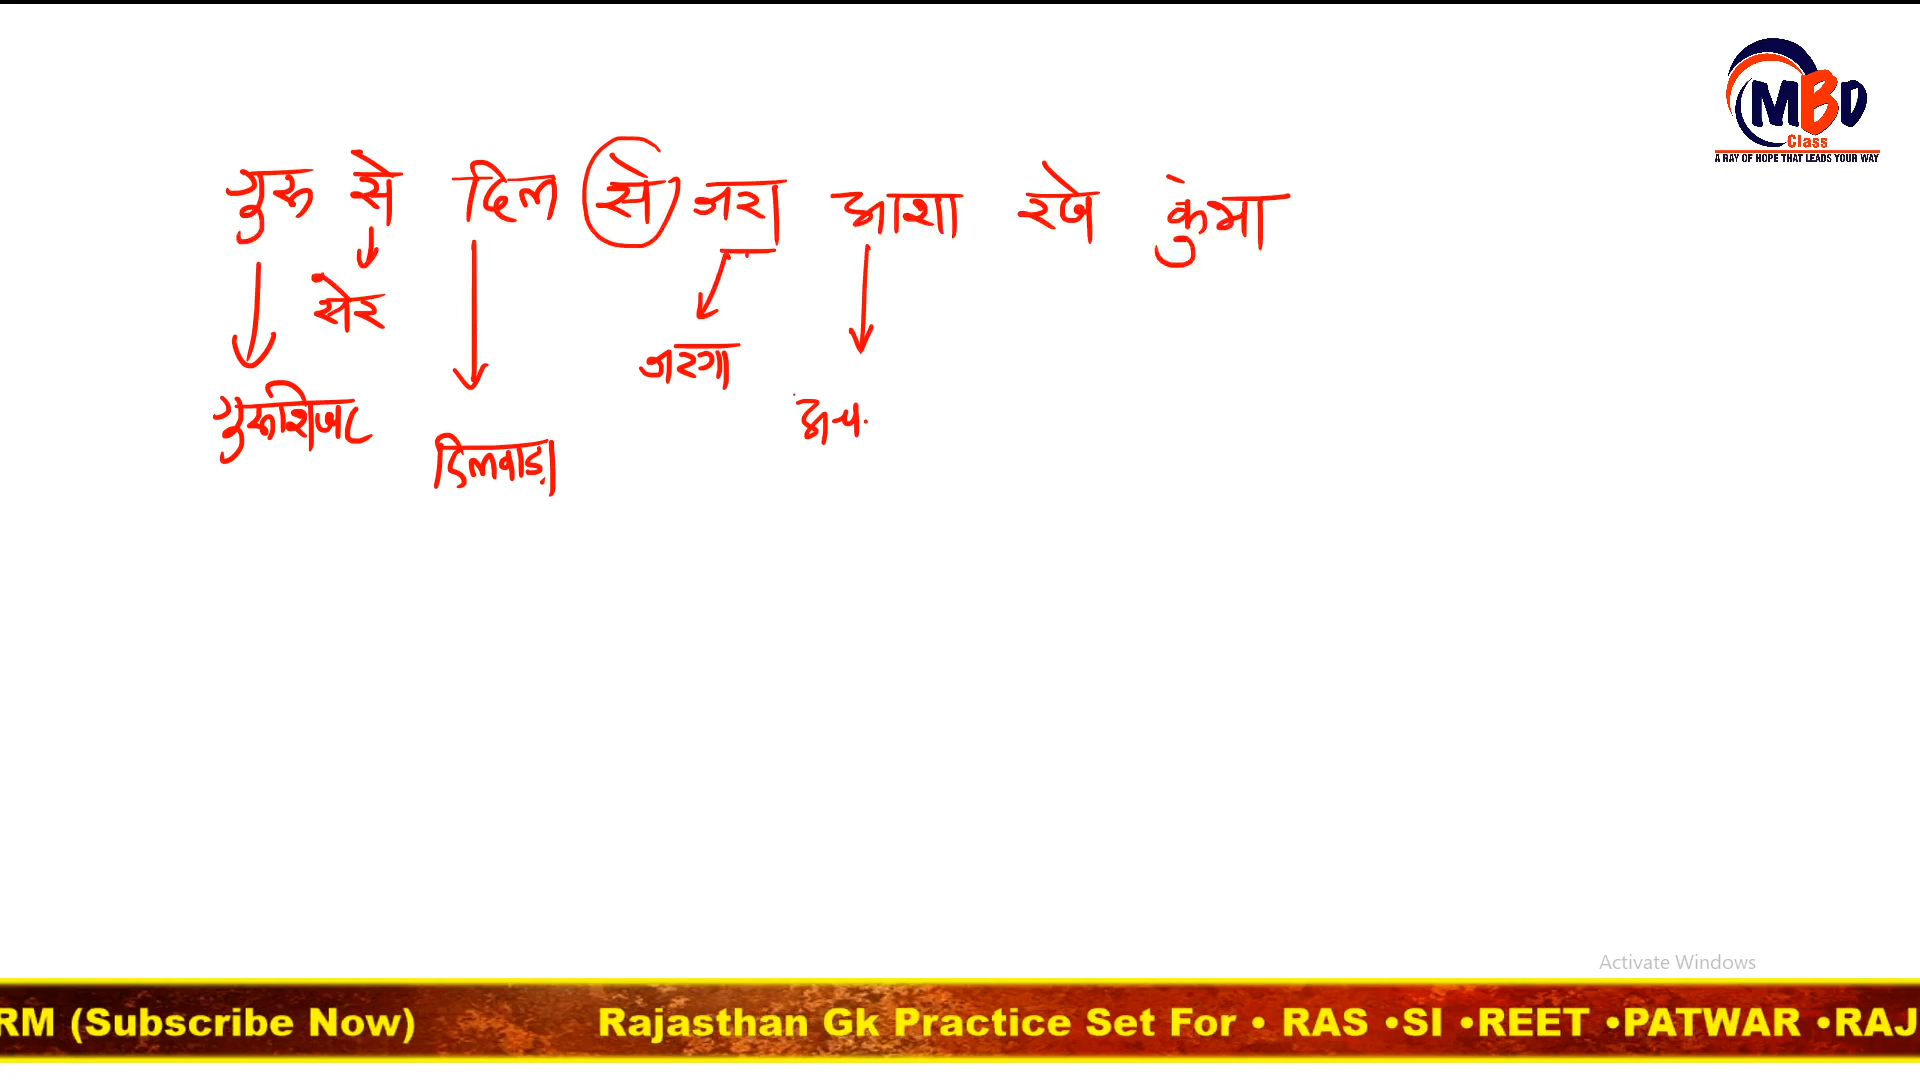 MBD
Class
A RAY OF HOPE THAT LEADS YOUR WAY
गुरु से दिल से जरा आशा रखे कुंभा
सेर
जरगा
गुरुशिखर
अच
दिलवाड़ा
Activate Windows
RM (Subscribe Now) Rajasthan Gk Practice Set For • RAS •SI •REET •PATWAR •RAJ